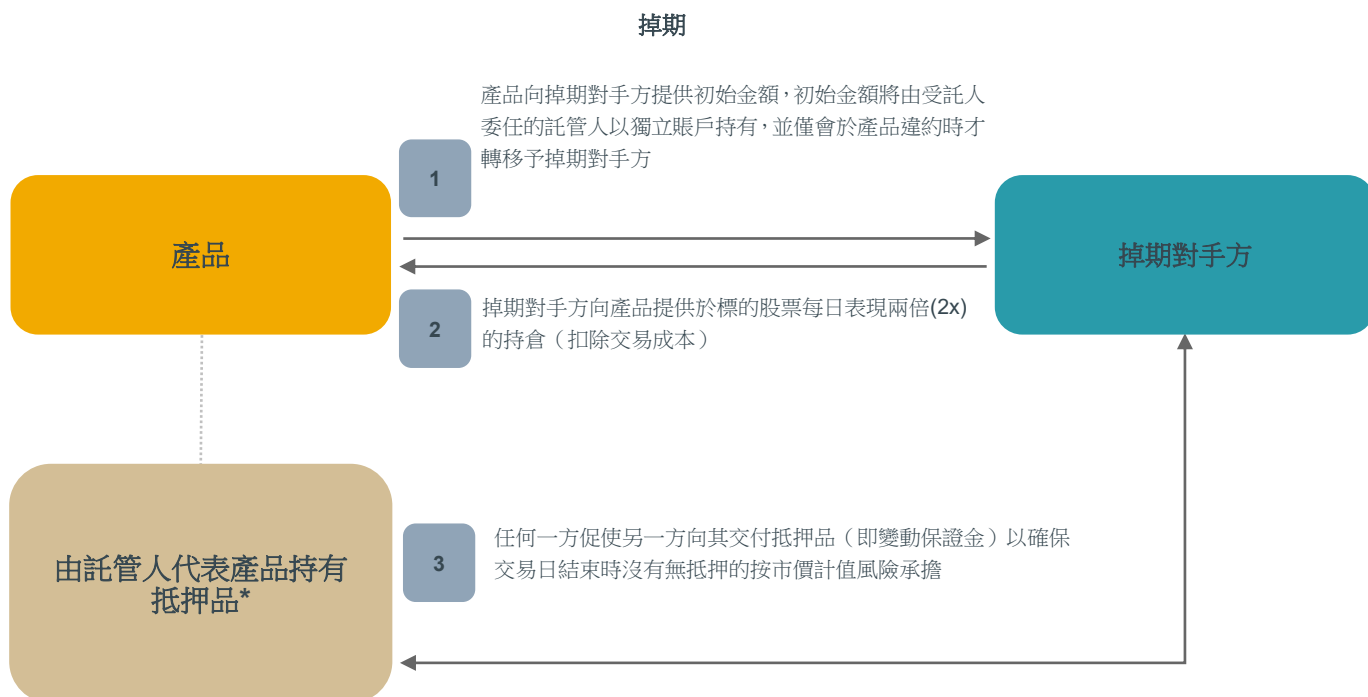 掉期
產品向掉期對手方提供初始金額，初始金額將由受託人
委任的託管人以獨立賬戶持有，並僅會於產品違約時才
轉移予掉期對手方
1
產品
掉期對手方
2
掉期對手方向產品提供於標的股票每日表現兩倍(2x)
的持倉（扣除交易成本）
由託管人代表產品持有
抵押品*
3
任何一方促使另一方向其交付抵押品（即變動保證金）以確保
交易日結束時沒有無抵押的按市價計值風險承擔